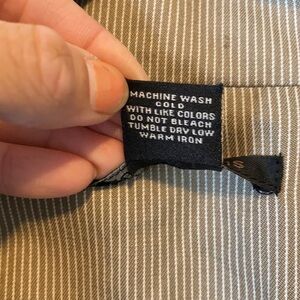 MACHINE WASH
COLD
WITH LIKE COLORS
DO NOT BLEACH
TUMBLE DRY LOW
WARM IRON
S